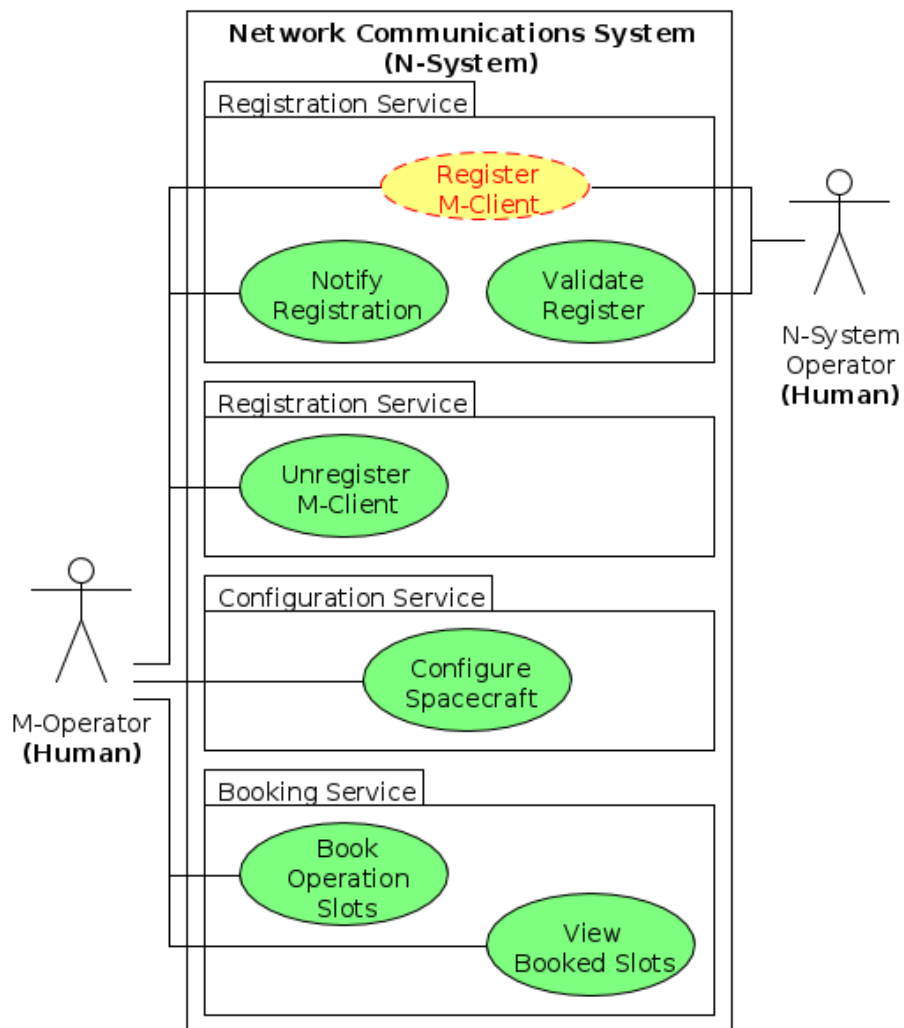 Network Communications System
(N-System)
Registration Service
Register
M-Client
Notify
Registration
Validate
Register
N-System
Operator
(Human)
Registration Service
Unregister
M-Client
Configuration Service
Configure
Spacecraft
M-Operator
(Human)
Booking Service
Book
Operation
Slots
View
Booked Slots